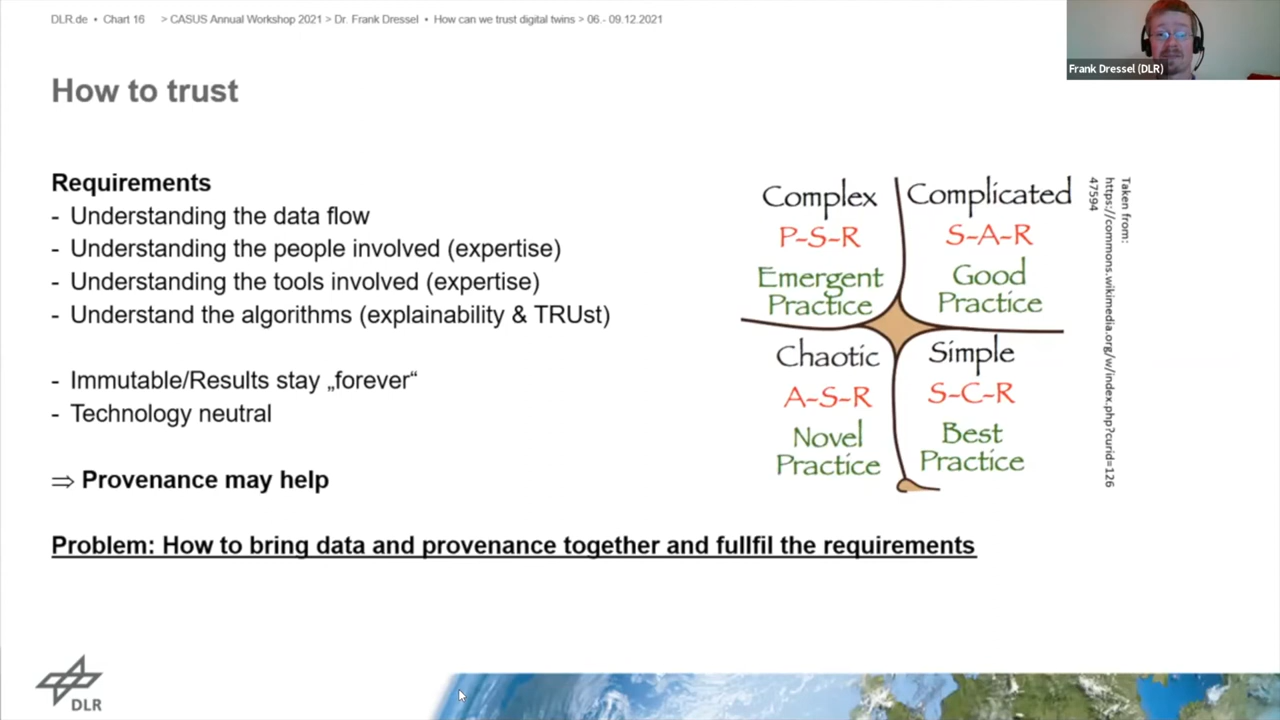 DLR.de • Chart 16 > CASUS Annual Workshop 2021 > Dr. Frank Dressel • How can we trust digital twins > 06.- 09.12.2021
Frank Dressel (DLR)
How to trust
Requirements
- Understanding the data flow
- Understanding the people involved (expertise)
- Understanding the tools involved (expertise)
- Understand the algorithms (explainability & TRUst)
- Immutable/Results stay „forever“
- Technology neutral
⇒ Provenance may help
Problem: How to bring data and provenance together and fullfil the requirements
Complex
P-S-R
Emergent
Practice
Complicated
S-A-R
Good
Practice
Chaotic
A-S-R
Novel
Practice
Simple
S-C-R
Best
Practice
Taken from:
https://commons.wikimedia.org/w/index.php?curid=126
47594
DLR